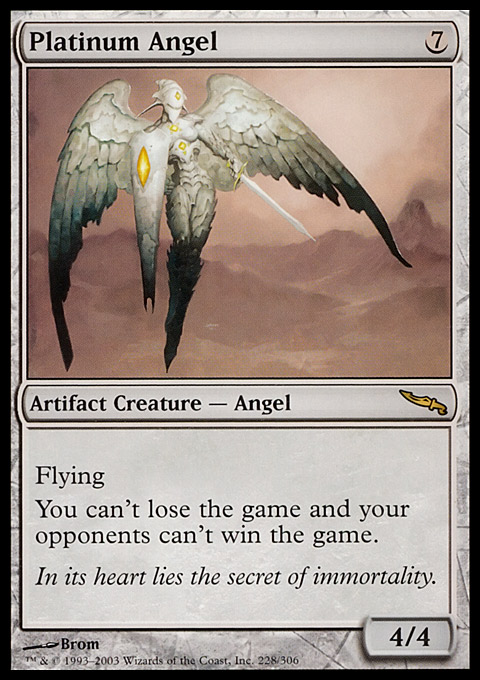 Platinum Angel 7
Artifact Creature — Angel
Flying
You can't lose the game and your
opponents can't win the game.
In its heart lies the secret of immortality.
4/4
Brom
™ & © 1993–2003 Wizards of the Coast, Inc. 228/306